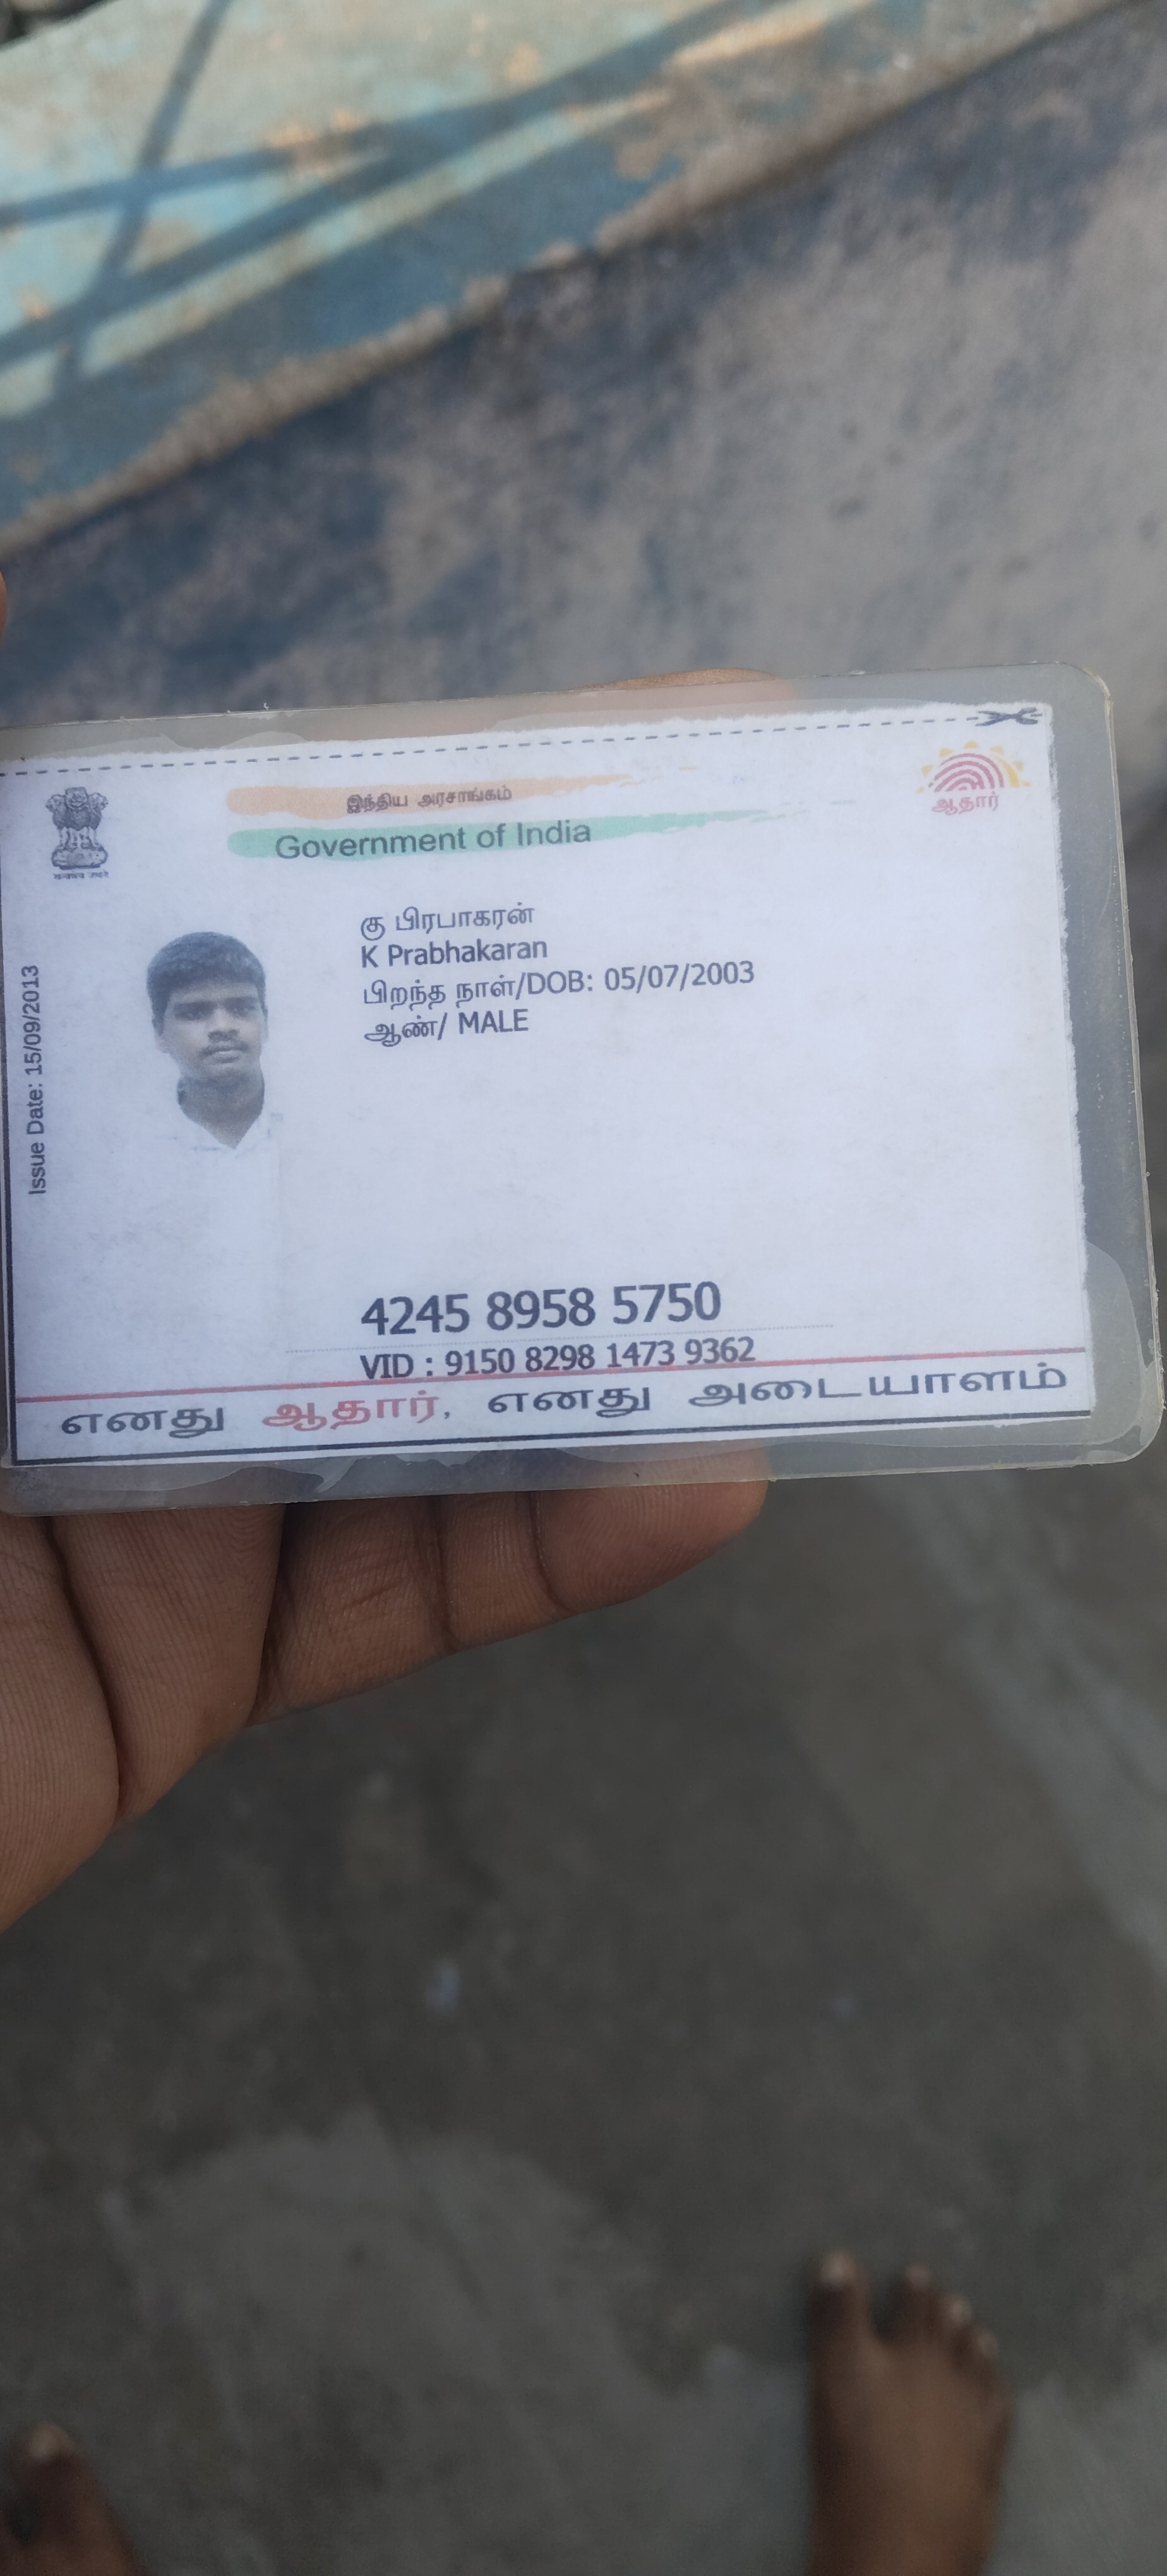 இந்திய அரசாங்கம்
Government of India
ஆதார்
Issue Date: 15/09/2013
கு பிரபாகரன்
K Prabhakaran
பிறந்த நாள்/DOB: 05/07/2003
ஆண்/ MALE
4245 8958 5750
VID : 9150 8298 1473 9362
எனது ஆதார், எனது அடையாளம்